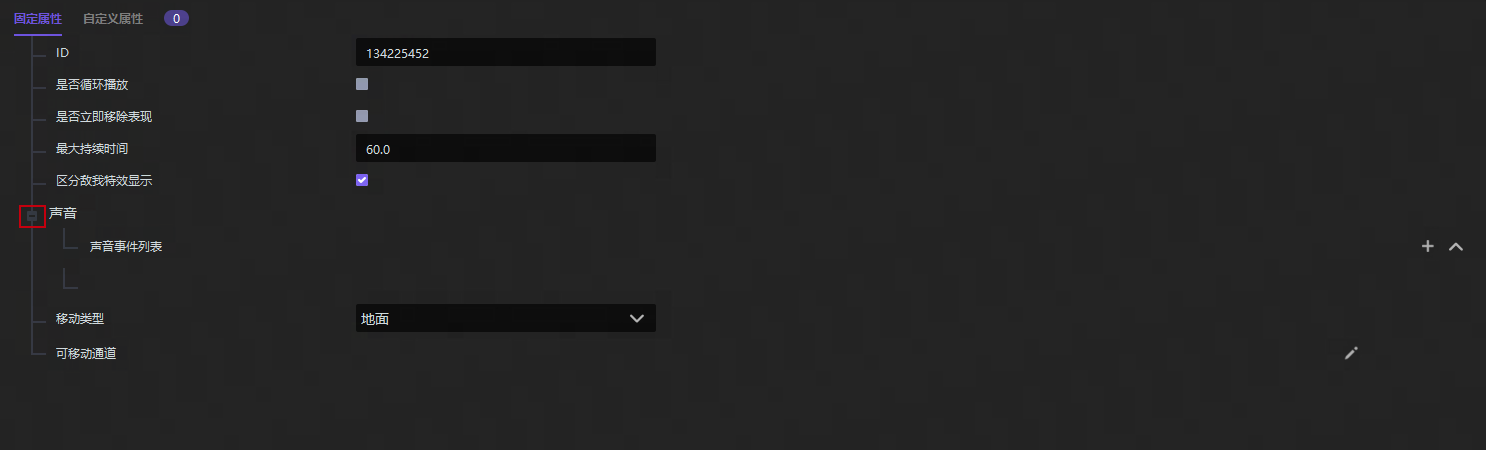 固定属性 自定义属性 0
ID 134225452
是否循环播放
是否立即移除表现
最大持续时间 60.0
区分敌我特效显示
声音
声音事件列表
移动类型 地面
可移动通道